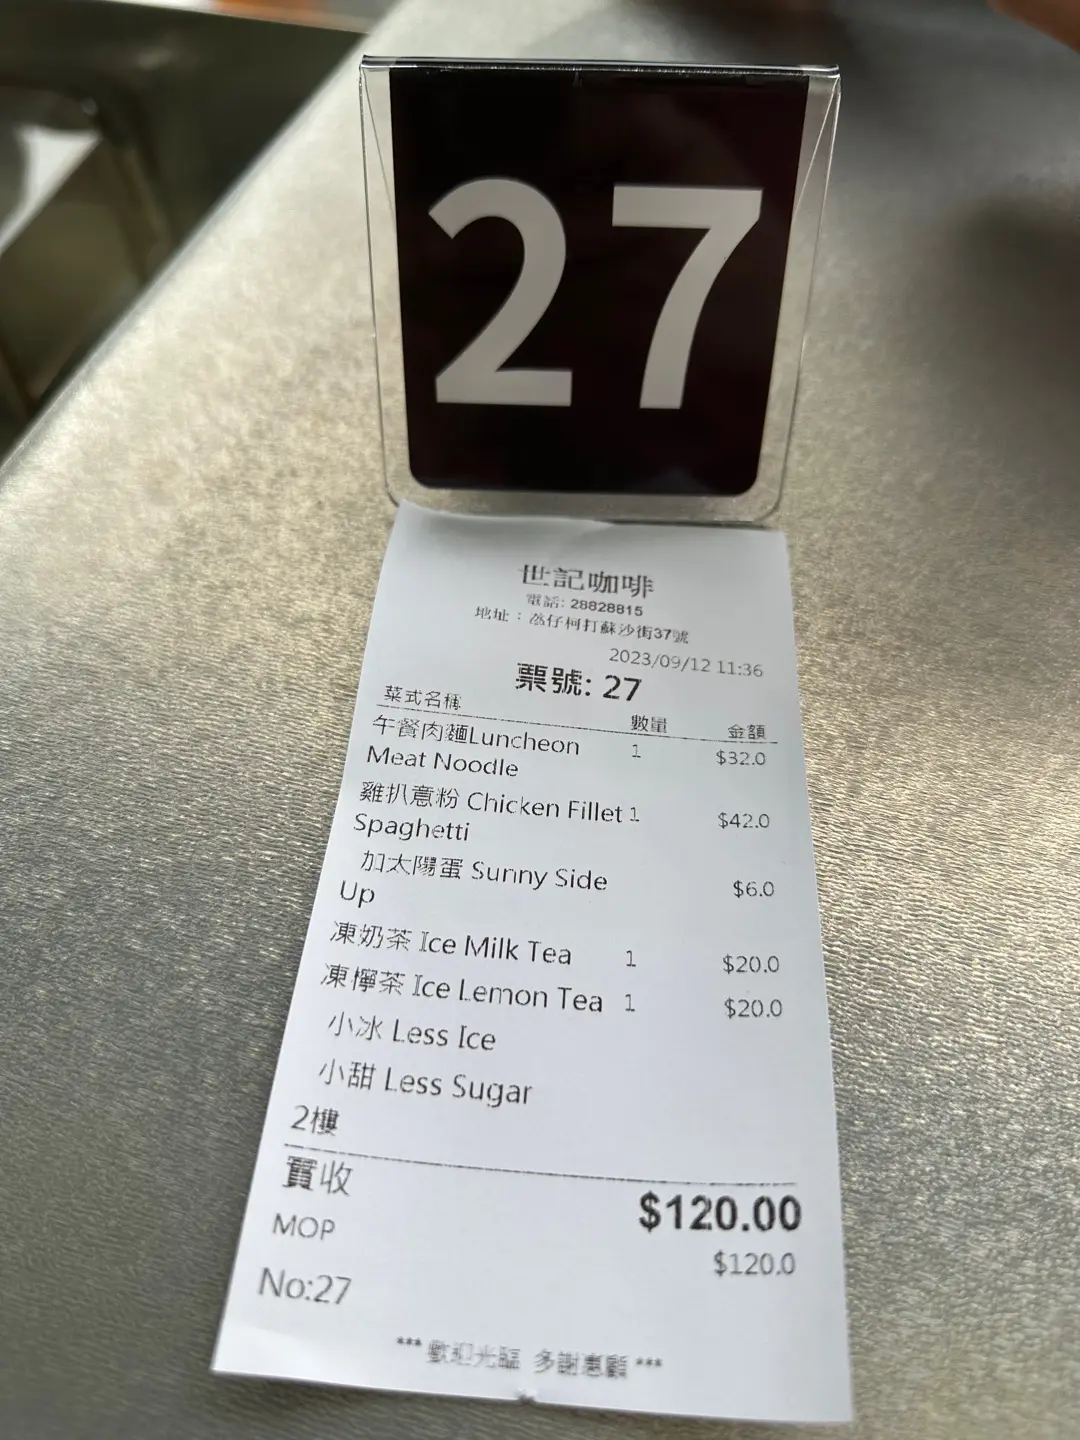 27
世記咖啡
電話: 28828815
地址：氹仔柯打蘇沙街37號
2023/09/12 11:36
票號: 27
菜式名稱 數量 金額
午餐肉麵Luncheon 1 $32.0
Meat Noodle
雞扒意粉 Chicken Fillet 1 $42.0
Spaghetti
加太陽蛋 Sunny Side $6.0
Up
凍奶茶 Ice Milk Tea 1 $20.0
凍檸茶 Ice Lemon Tea 1 $20.0
小冰 Less Ice
小甜 Less Sugar
2樓
實收 $120.00
MOP $120.0
No:27
*** 歡迎光臨 多謝惠顧 ***